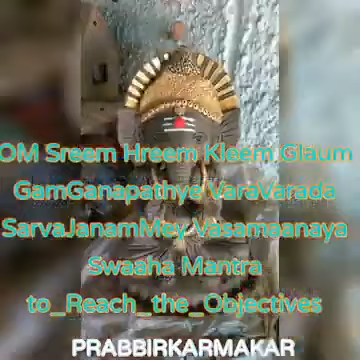 OM Sreem Hreem Kleem Glaum
GamGanapathye VaraVarada
SarvaJanamMey Vasamaanaya
Swaaha Mantra
to_Reach_the_Objectives
PRABBIRKARMAKAR